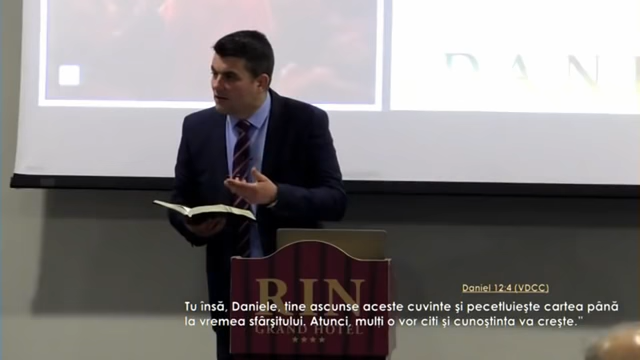 DANI
RIN
GRAND HOTEL
Daniel 12:4 (VDCC)
Tu însă, Daniele, ține ascunse aceste cuvinte și pecetluiește cartea până
la vremea sfârșitului. Atunci, mulți o vor citi și cunoștința va crește."